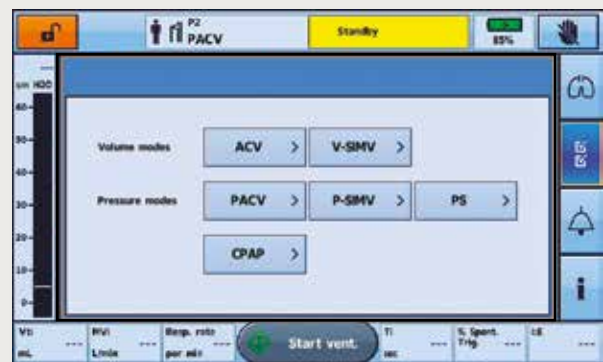 P2
PACV
Standby
85%
cm H2O
60-
50-
40-
30-
20-
10-
0-
Volume modes ACV > V-SIMV >
Pressure modes PACV > P-SIMV > PS >
CPAP >
Vti --- MVi --- Resp. rate --- Start vent. Ti --- % Spont. Trig. --- I:E ---
mL L/min per min sec